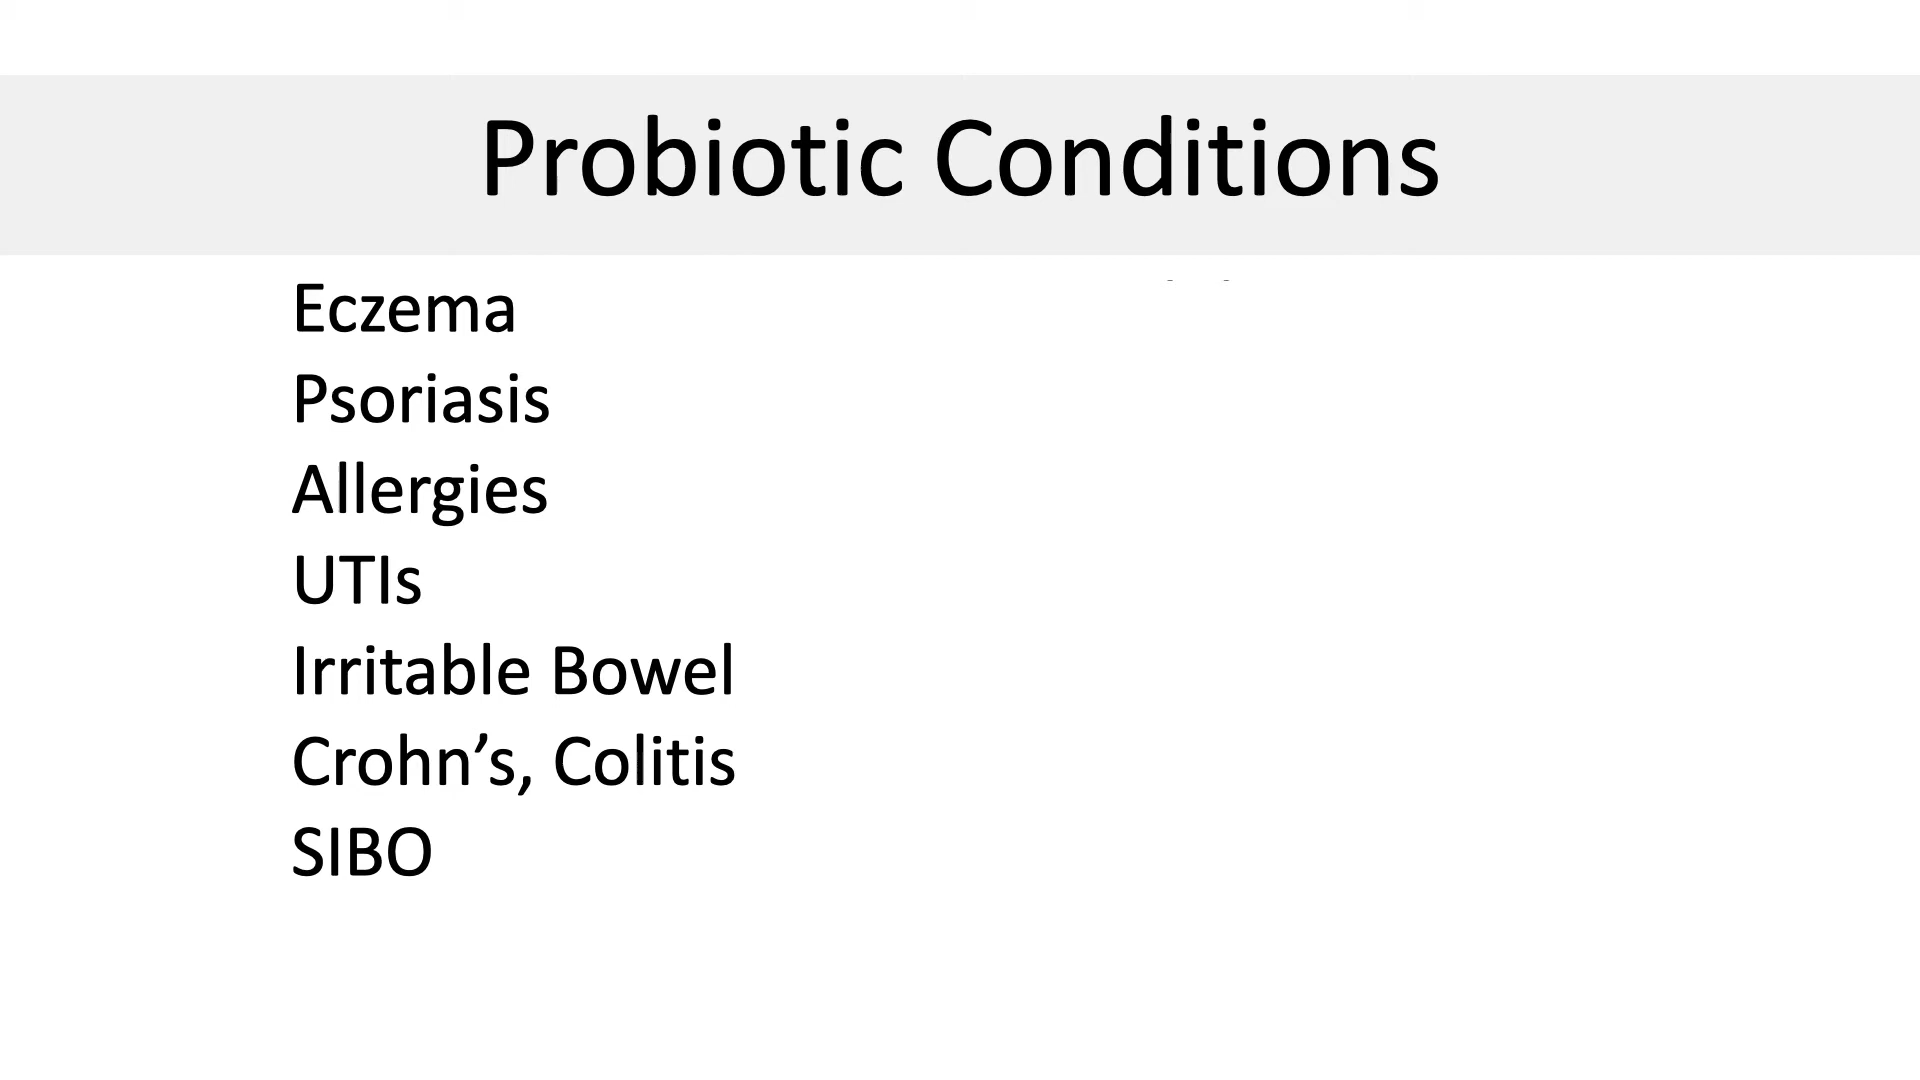 Probiotic Conditions
Eczema
Psoriasis
Allergies
UTIs
Irritable Bowel
Crohn’s, Colitis
SIBO